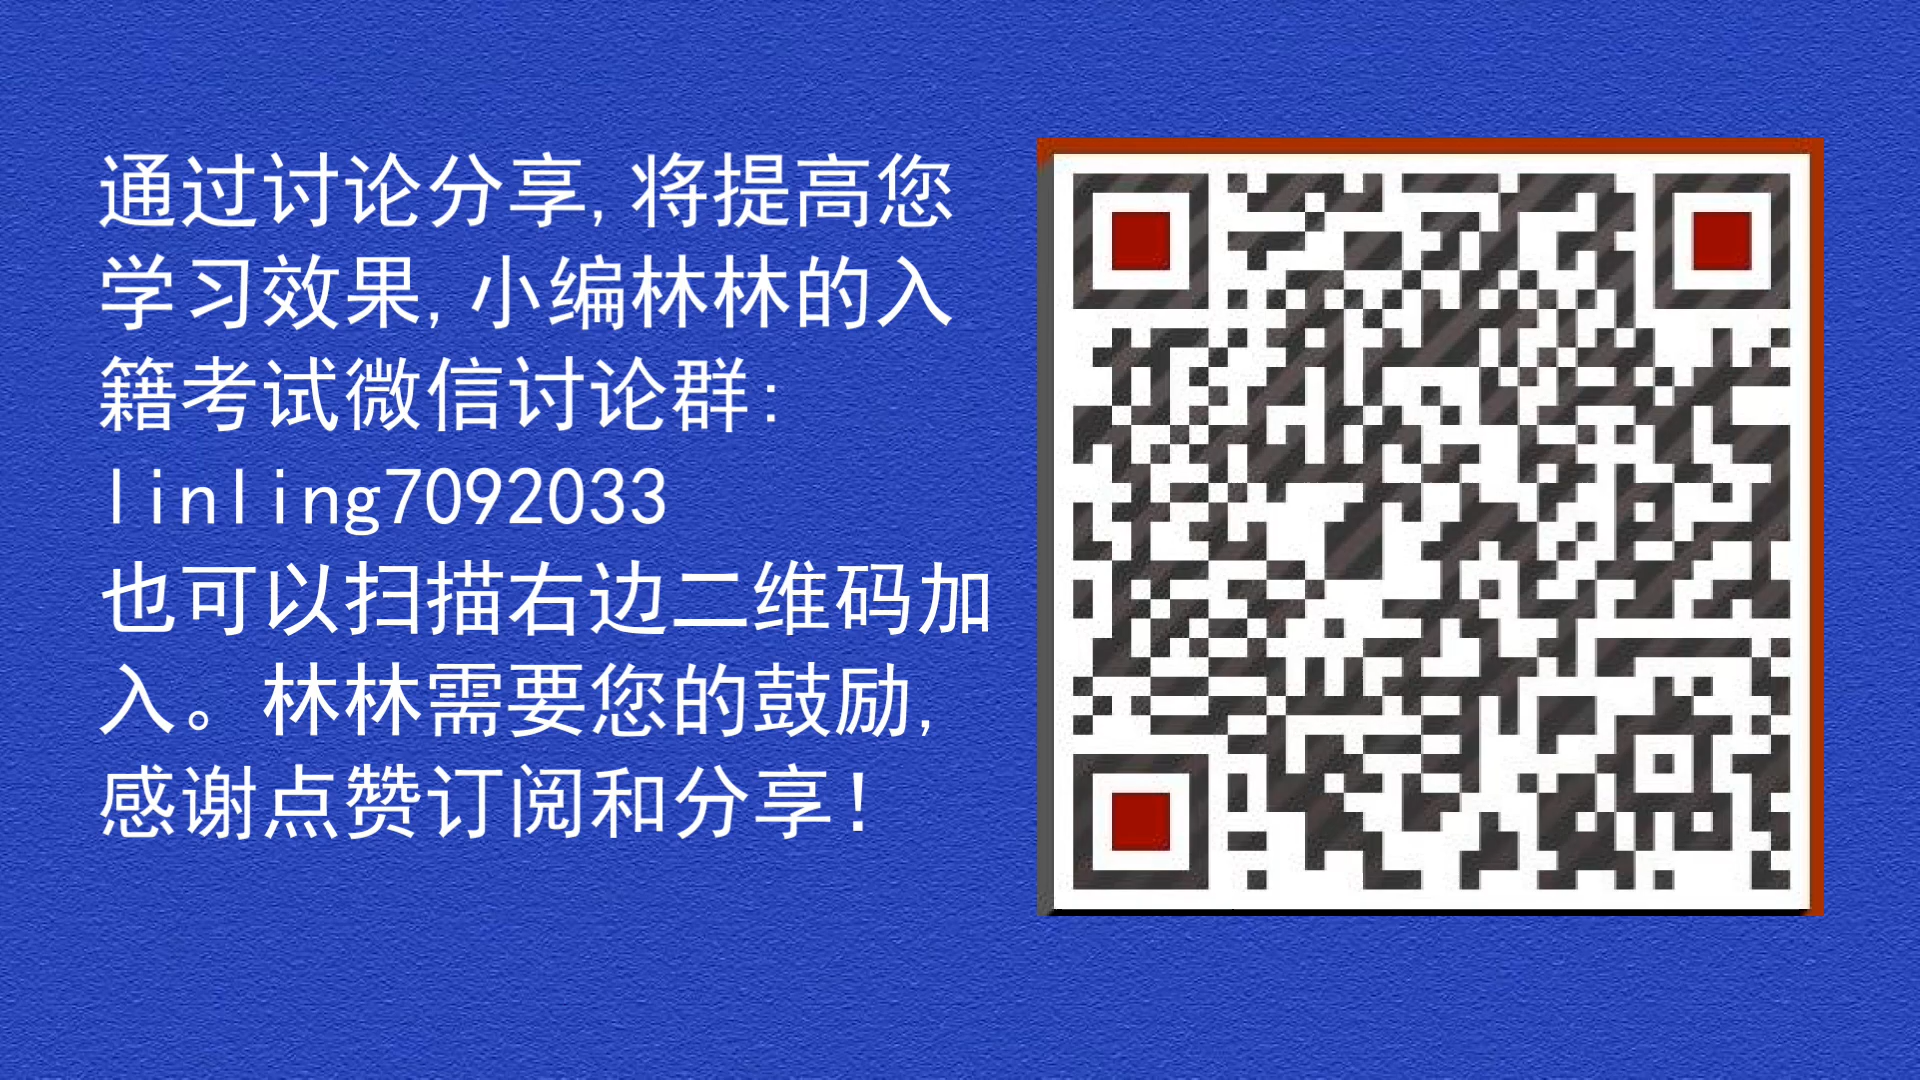 通过讨论分享,将提高您
学习效果,小编林林的入
籍考试微信讨论群:
linling7092033
也可以扫描右边二维码加
入。林林需要您的鼓励,
感谢点赞订阅和分享!